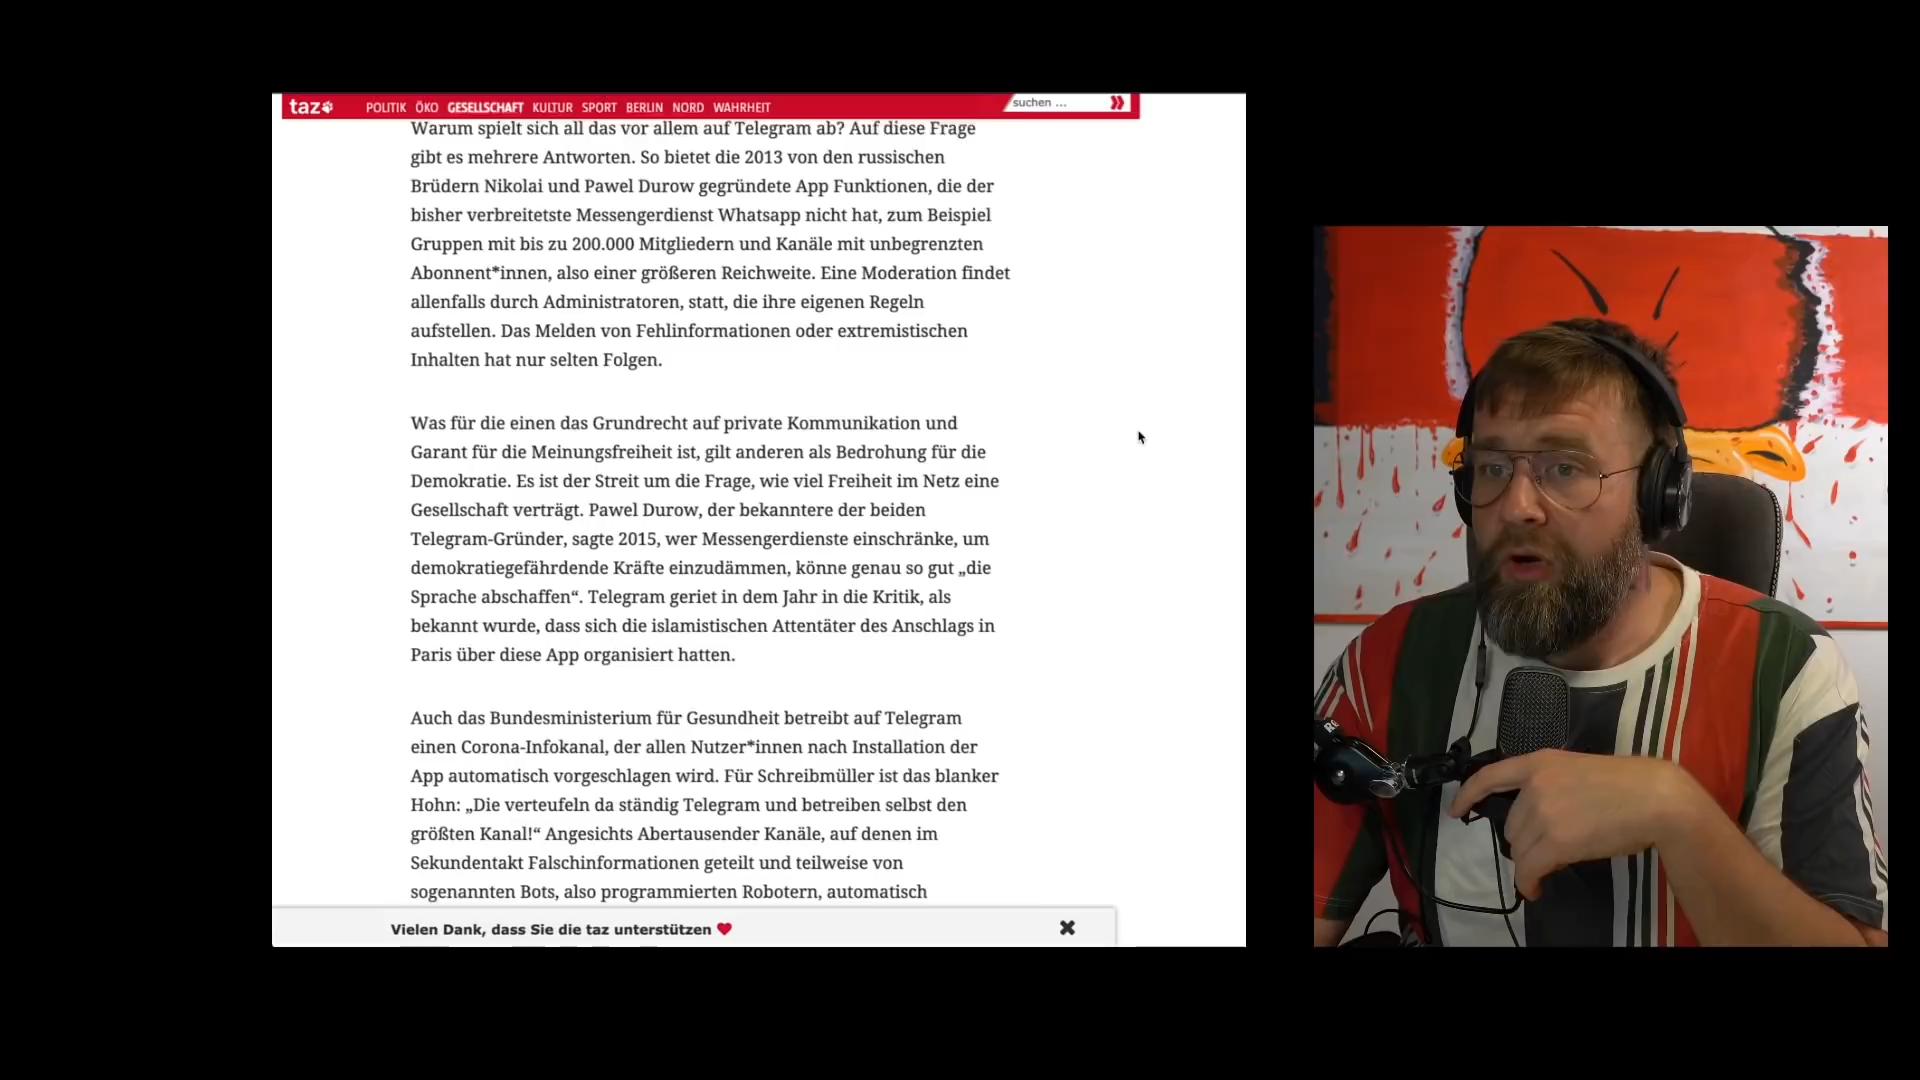 taz
POLITIK ÖKO GESELLSCHAFT KULTUR SPORT BERLIN NORD WAHRHEIT
suchen ...
Warum spielt sich all das vor allem auf Telegram ab? Auf diese Frage
gibt es mehrere Antworten. So bietet die 2013 von den russischen
Brüdern Nikolai und Pawel Durow gegründete App Funktionen, die der
bisher verbreitetste Messengerdienst Whatsapp nicht hat, zum Beispiel
Gruppen mit bis zu 200.000 Mitgliedern und Kanäle mit unbegrenzten
Abonnent*innen, also einer größeren Reichweite. Eine Moderation findet
allenfalls durch Administratoren, statt, die ihre eigenen Regeln
aufstellen. Das Melden von Fehlinformationen oder extremistischen
Inhalten hat nur selten Folgen.
Was für die einen das Grundrecht auf private Kommunikation und
Garant für die Meinungsfreiheit ist, gilt anderen als Bedrohung für die
Demokratie. Es ist der Streit um die Frage, wie viel Freiheit im Netz eine
Gesellschaft verträgt. Pawel Durow, der bekanntere der beiden
Telegram-Gründer, sagte 2015, wer Messengerdienste einschränke, um
demokratiegefährdende Kräfte einzudämmen, könne genau so gut „die
Sprache abschaffen“. Telegram geriet in dem Jahr in die Kritik, als
bekannt wurde, dass sich die islamistischen Attentäter des Anschlags in
Paris über diese App organisiert hatten.
Auch das Bundesministerium für Gesundheit betreibt auf Telegram
einen Corona-Infokanal, der allen Nutzer*innen nach Installation der
App automatisch vorgeschlagen wird. Für Schreibmüller ist das blanker
Hohn: „Die verteufeln da ständig Telegram und betreiben selbst den
größten Kanal!“ Angesichts Abertausender Kanäle, auf denen im
Sekundentakt Falschinformationen geteilt und teilweise von
sogenannten Bots, also programmierten Robotern, automatisch
Vielen Dank, dass Sie die taz unterstützen